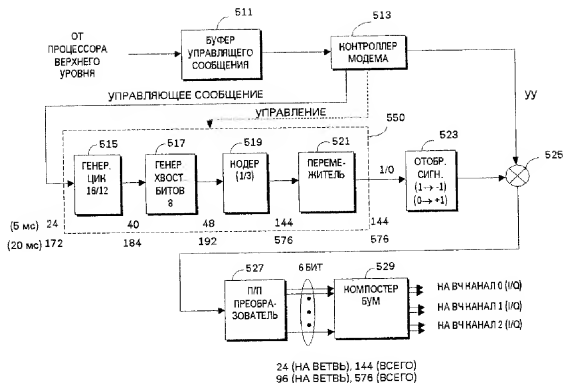 511
513
ОТ
ПРОЦЕССОРА
ВЕРХНЕГО
УРОВНЯ
БУФЕР
УПРАВЛЯЩЕГО
СООБЩЕНИЯ
КОНТРОЛЛЕР
МОДЕМА
УПРАВЛЯЮЩЕЕ СООБЩЕНИЕ
УПРАВЛЕНИЕ
УУ
550
515
517
519
521
523
525
ГЕНЕР.
ЦИК
16/12
ГЕНЕР
ХВОСТ-
БИТОВ
8
КОДЕР
(1/3)
ПЕРЕМЕ-
ЖИТЕЛЬ
1/0
ОТОБР.
СИГН.
(1→ -1)
(0→ +1)
(5 мс) 24 40 48 144 144
(20 мс) 172 184 192 576 576
527
6 БИТ
529
П/П
ПРЕОБРА-
ЗОВАТЕЛЬ
КОМПОСТЕР
БУМ
НА ВЧ КАНАЛ 0 (I/Q)
НА ВЧ КАНАЛ 1 (I/Q)
НА ВЧ КАНАЛ 2 (I/Q)
24 (НА ВЕТВЬ), 144 (ВСЕГО)
96 (НА ВЕТВЬ), 576 (ВСЕГО)